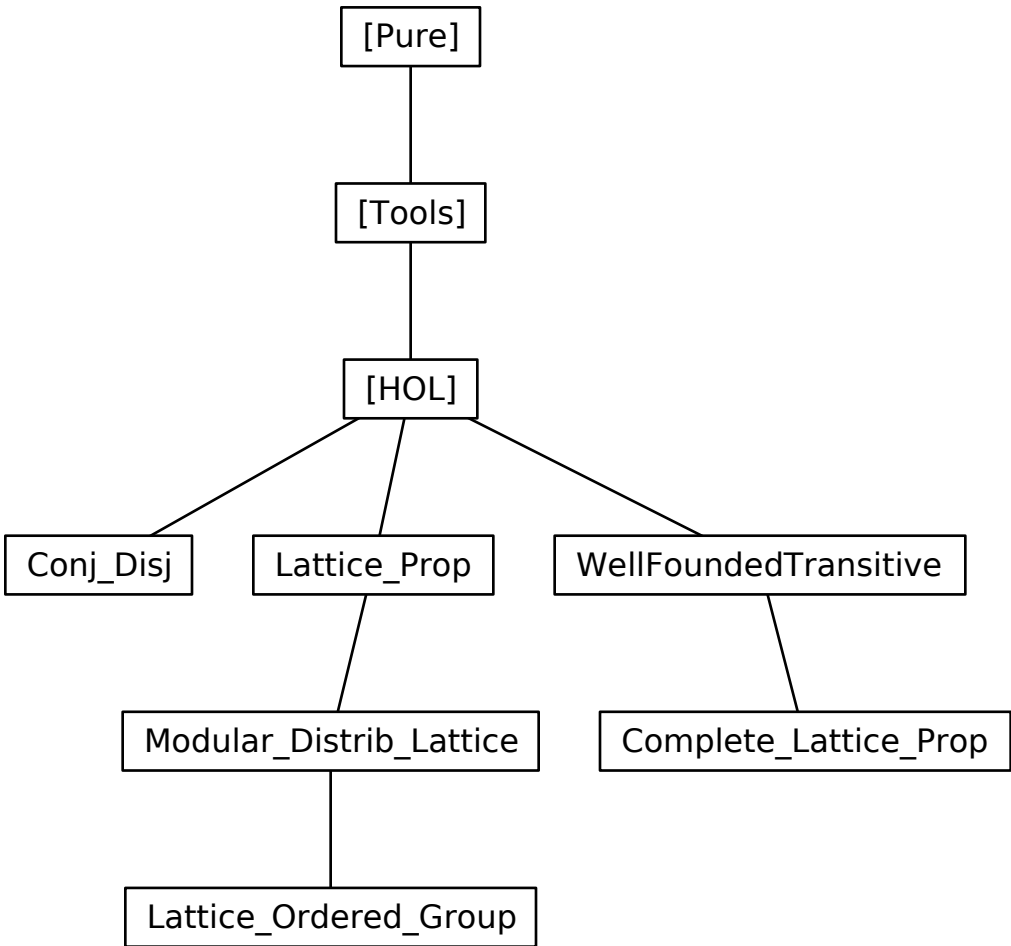 [Pure]
[Tools]
[HOL]
Conj_Disj
Lattice_Prop
WellFoundedTransitive
Modular_Distrib_Lattice
Complete_Lattice_Prop
Lattice_Ordered_Group